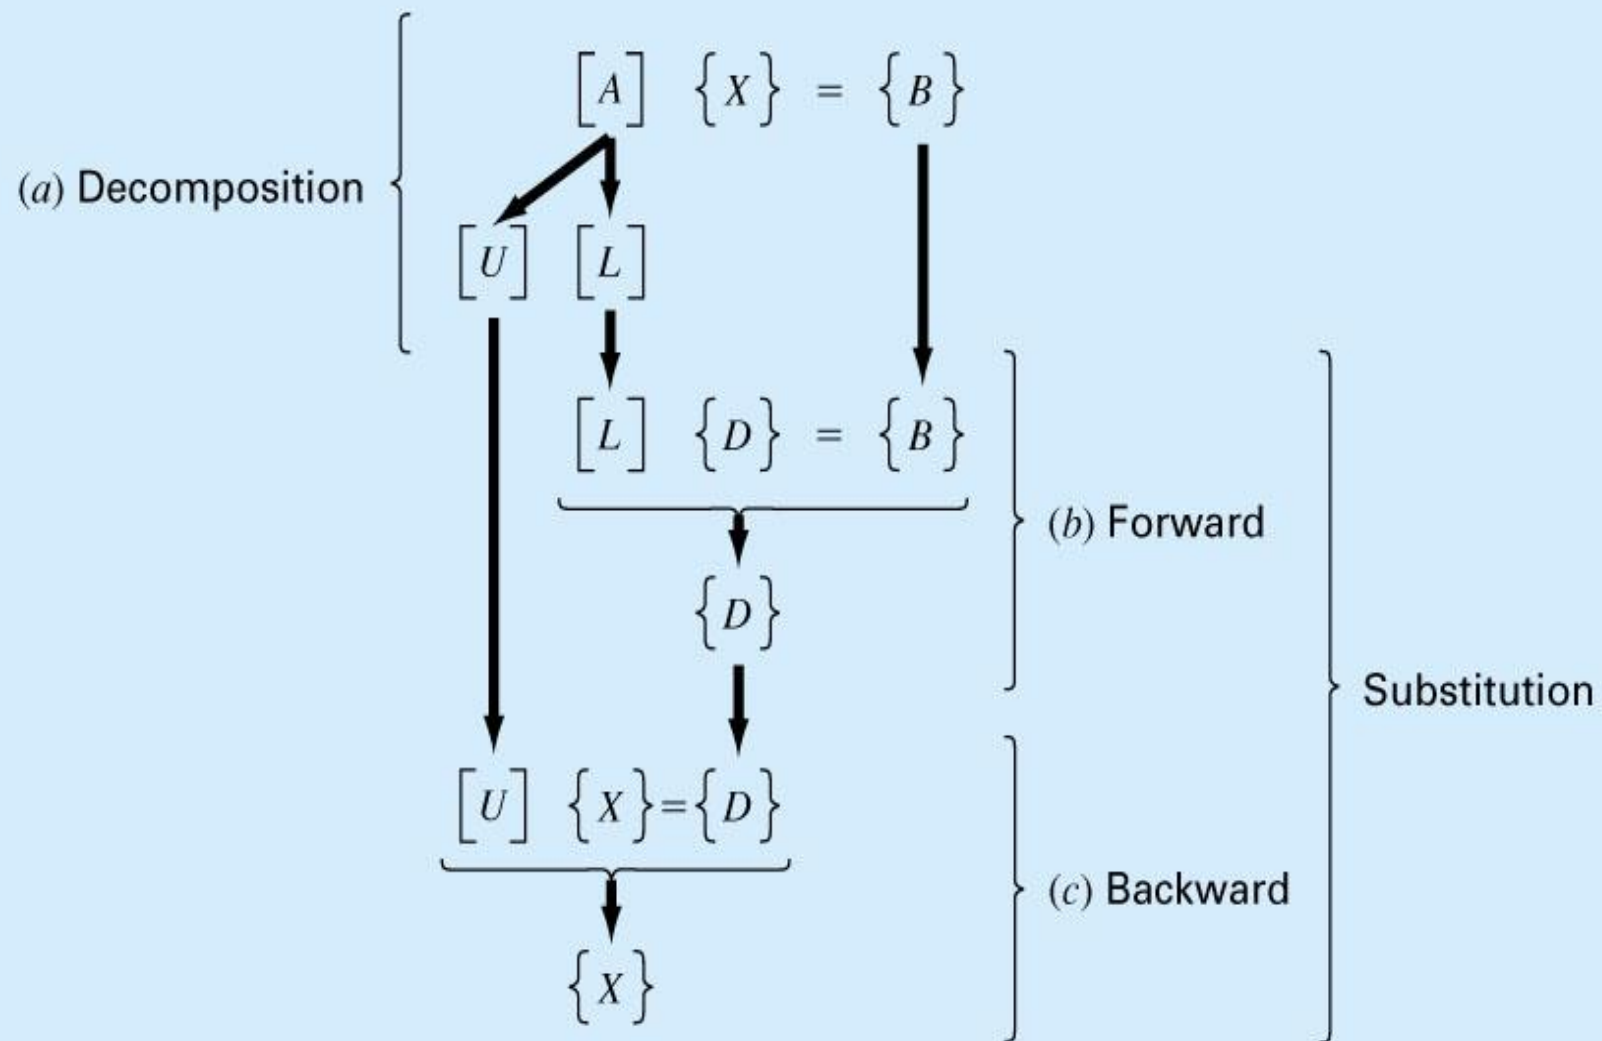 [A] {X} = {B}
(a) Decomposition
[U] [L]
[L] {D} = {B}
(b) Forward
{D}
Substitution
[U] {X}={D}
(c) Backward
{X}